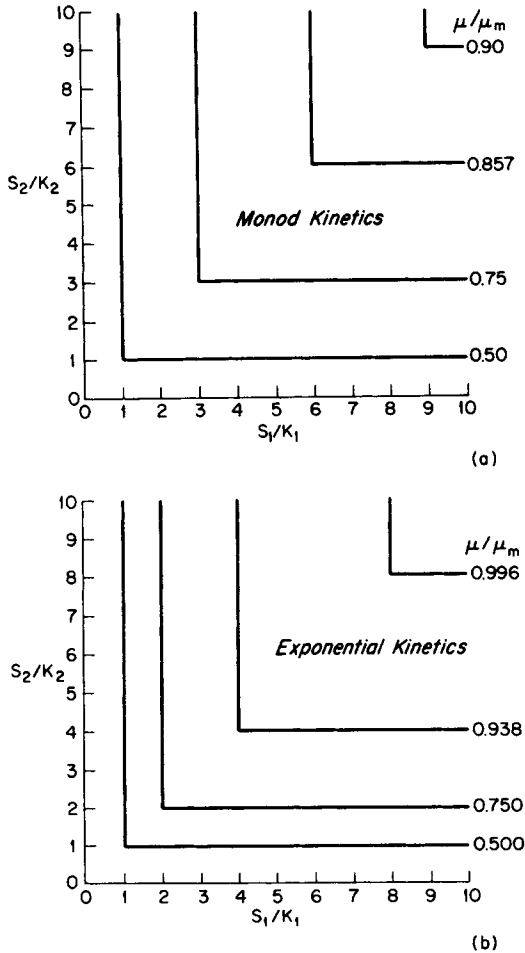 10
μ/μm
9
0.90
8
7
6
0.857
S2/K2
5
Monod Kinetics
4
3
0.75
2
1
0.50
0
0 1 2 3 4 5 6 7 8 9 10
S1/K1
(a)
10
9
μ/μm
8
0.996
7
6
Exponential Kinetics
S2/K2
5
4
0.938
3
2
0.750
1
0.500
0
0 1 2 3 4 5 6 7 8 9 10
S1/K1
(b)